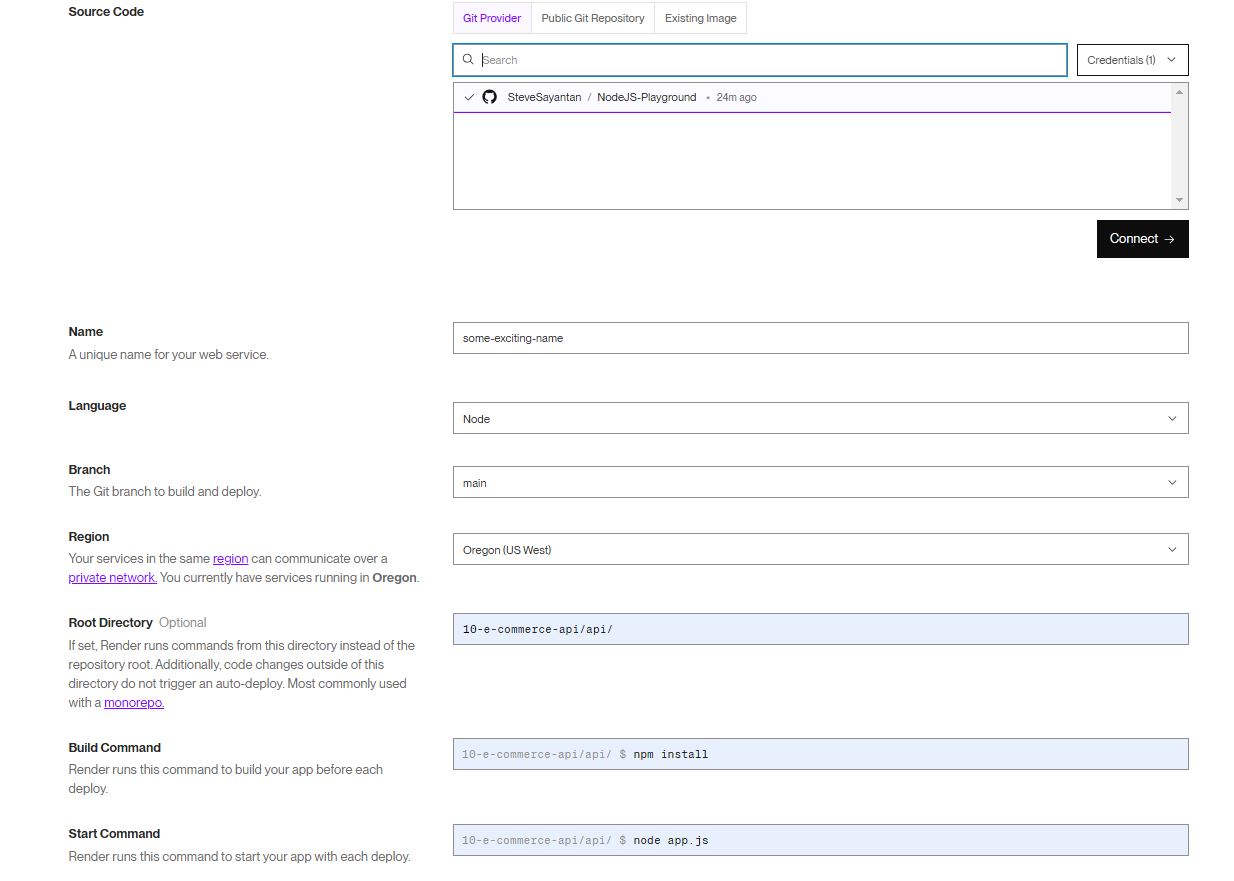 Source Code
Git Provider
Public Git Repository
Existing Image
Search
Credentials (1)
SteveSayantan / NodeJS-Playground • 24m ago
Connect →
Name
A unique name for your web service.
some-exciting-name
Language
Node
Branch
The Git branch to build and deploy.
main
Region
Your services in the same region can communicate over a
private network. You currently have services running in Oregon.
Oregon (US West)
Root Directory Optional
If set, Render runs commands from this directory instead of the
repository root. Additionally, code changes outside of this
directory do not trigger an auto-deploy. Most commonly used
with a monorepo.
10-e-commerce-api/api/
Build Command
Render runs this command to build your app before each
deploy.
10-e-commerce-api/api/ $ npm install
Start Command
Render runs this command to start your app with each deploy.
10-e-commerce-api/api/ $ node app.js